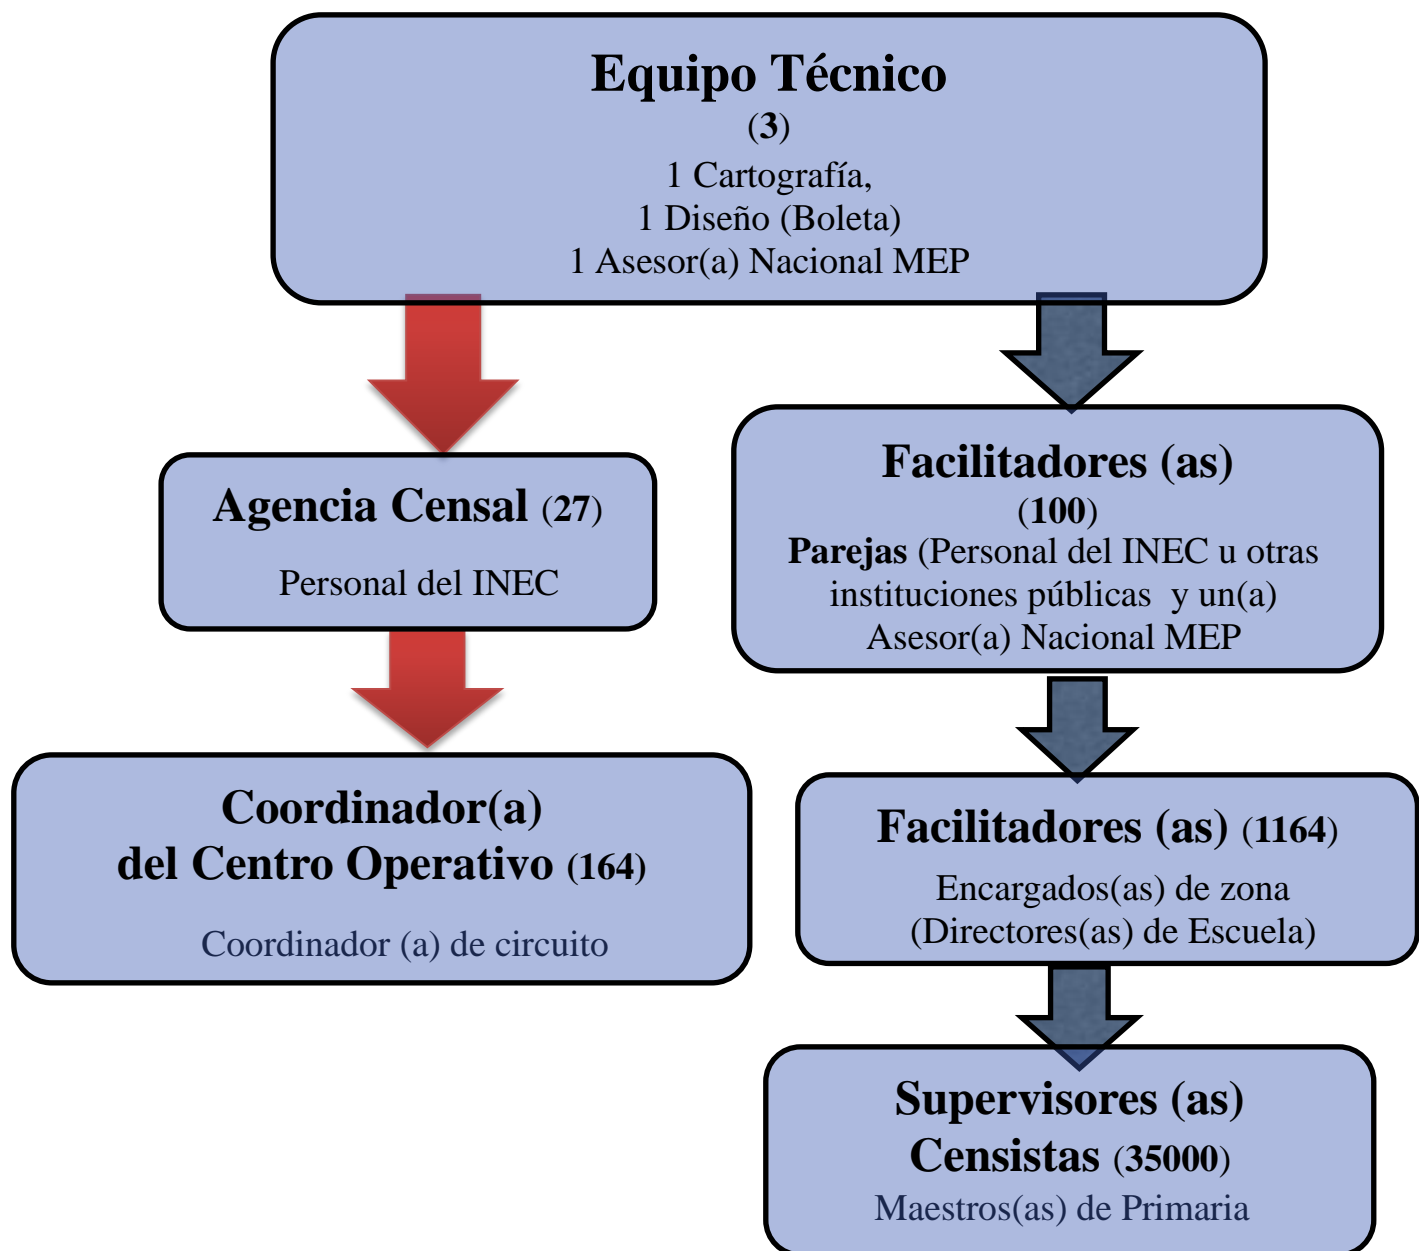 Equipo Técnico
(3)
1 Cartografía,
1 Diseño (Boleta)
1 Asesor(a) Nacional MEP
Agencia Censal (27)
Personal del INEC
Facilitadores (as)
(100)
Parejas (Personal del INEC u otras
instituciones públicas y un(a)
Asesor(a) Nacional MEP
Coordinador(a)
del Centro Operativo (164)
Coordinador (a) de circuito
Facilitadores (as) (1164)
Encargados(as) de zona
(Directores(as) de Escuela)
Supervisores (as)
Censistas (35000)
Maestros(as) de Primaria